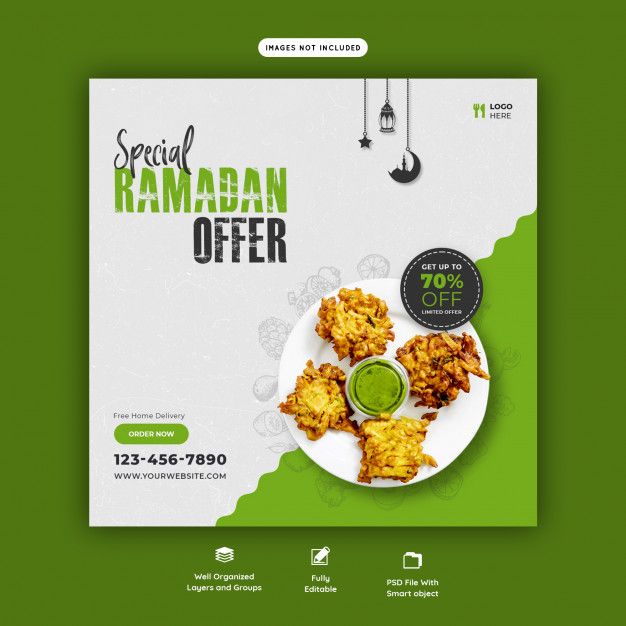 IMAGES NOT INCLUDED
LOGO
HERE
Special
RAMADAN
OFFER
GET UP TO
70%
OFF
LIMITED OFFER
Free Home Delivery
ORDER NOW
123-456-7890
WWW.YOURWEBSITE.COM
Well Organized
Layers and Groups
Fully
Editable
PSD File With
Smart object